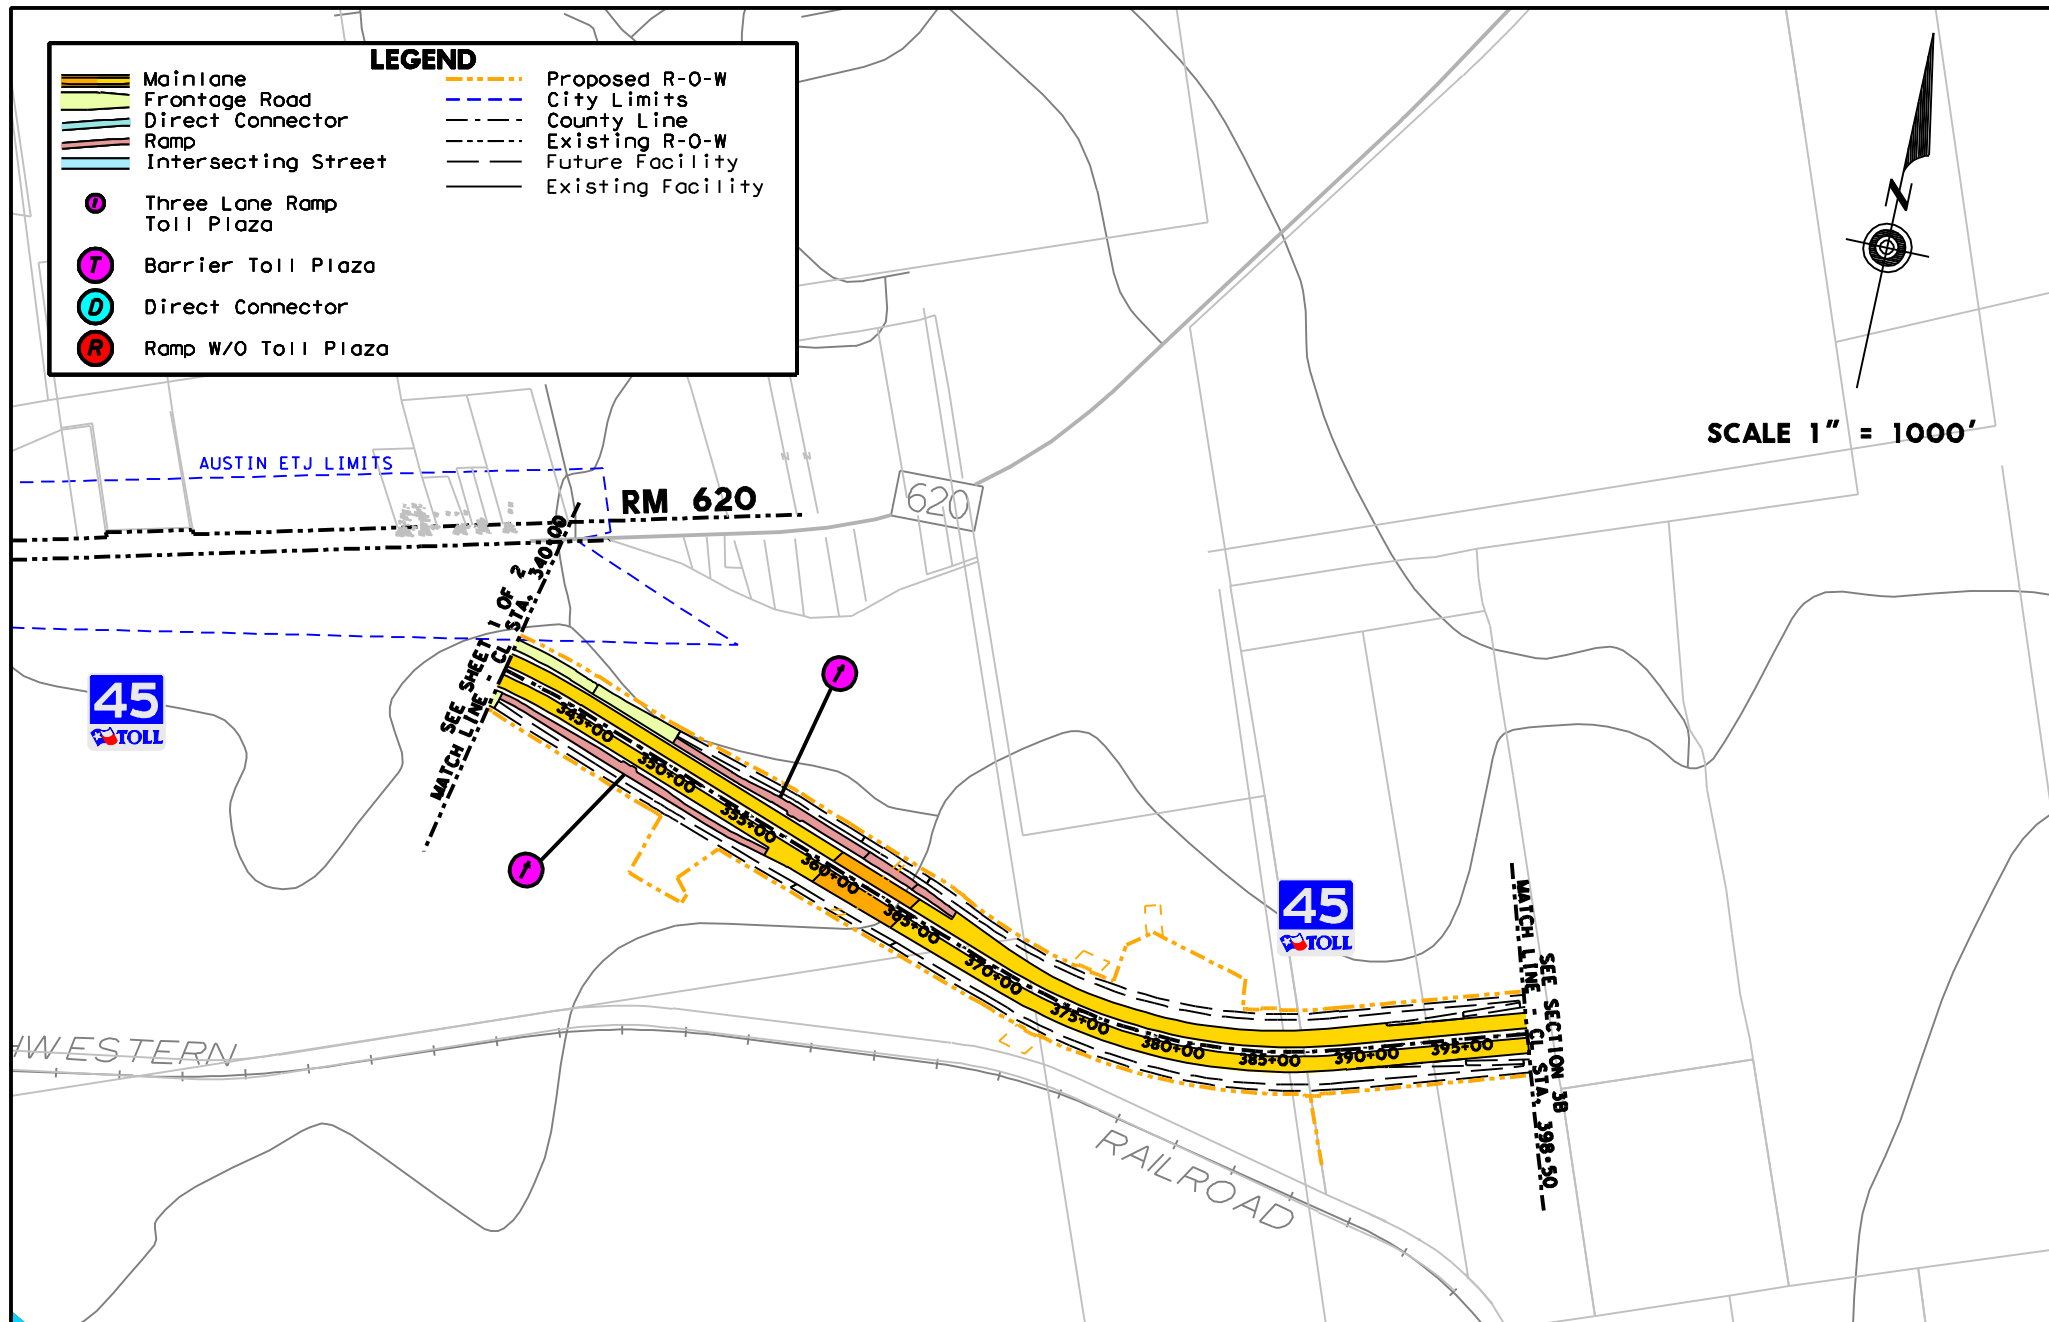 LEGEND
Mainlane
Frontage Road
Direct Connector
Ramp
Intersecting Street
Three Lane Ramp
Toll Plaza
T
Barrier Toll Plaza
D
Direct Connector
R
Ramp W/O Toll Plaza
Proposed R-O-W
City Limits
County Line
Existing R-O-W
Future Facility
Existing Facility
N
SCALE 1" = 1000'
AUSTIN ETJ LIMITS
RM 620
620
SEE SHEET 1 OF 2
MATCH LINE - CL STA. 340+00
45
TOLL
345+00
350+00
355+00
360+00
365+00
370+00
375+00
380+00
385+00
390+00
395+00
45
TOLL
SEE SECTION 3B
MATCH LINE - CL STA. 398+50
HWESTERN
RAILROAD